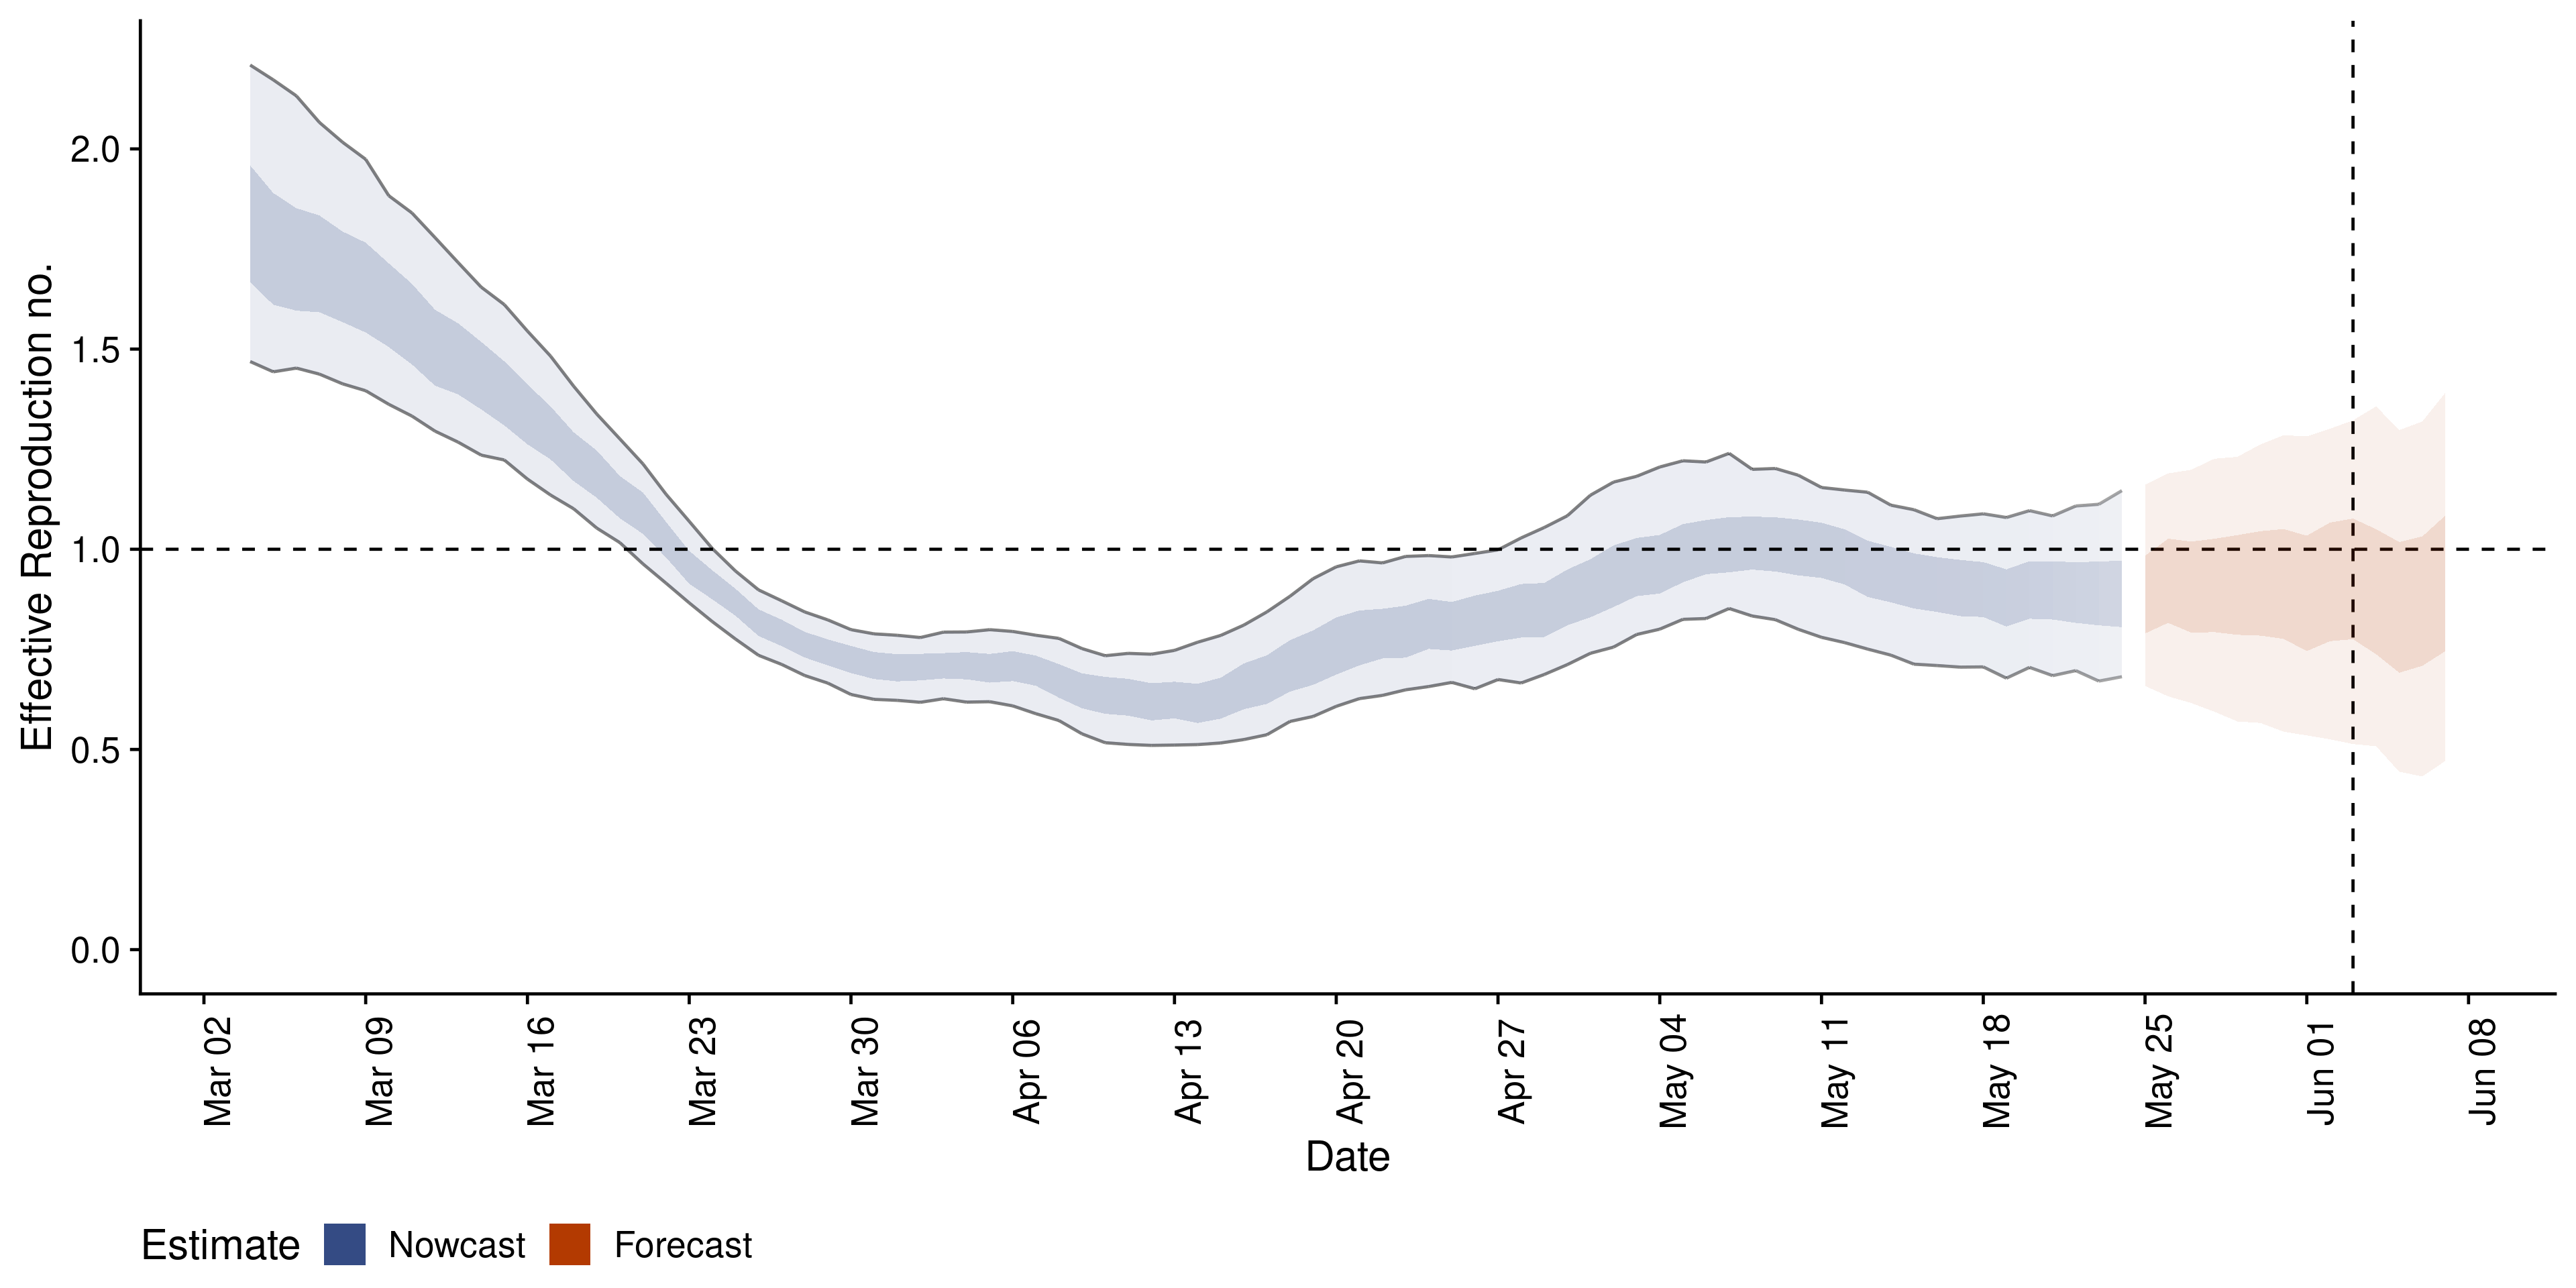 Effective Reproduction no.
2.0
1.5
1.0
0.5
0.0
Mar 02
Mar 09
Mar 16
Mar 23
Mar 30
Apr 06
Apr 13
Apr 20
Apr 27
May 04
May 11
May 18
May 25
Jun 01
Jun 08
Date
Estimate Nowcast Forecast